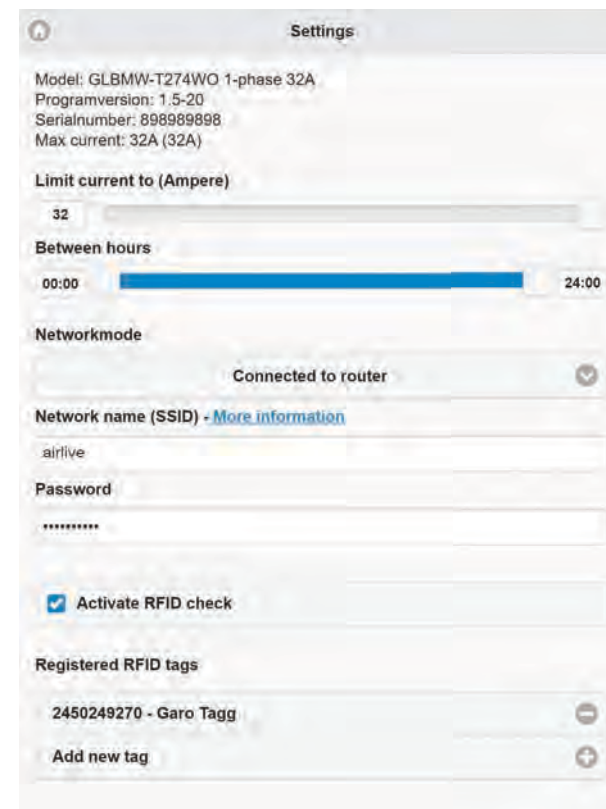 Settings
Model: GLBMW-T274WO 1-phase 32A
Programversion: 1.5-20
Serialnumber: 898989898
Max current: 32A (32A)
Limit current to (Ampere)
32
Between hours
00:00 24:00
Networkmode
Connected to router
Network name (SSID) - More information
airlive
Password
••••••••••
Activate RFID check
Registered RFID tags
2450249270 - Garo Tagg
Add new tag